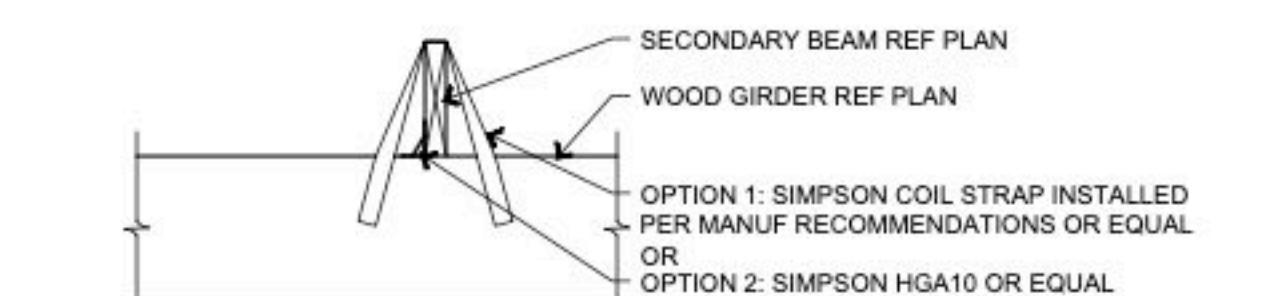 SECONDARY BEAM REF PLAN
WOOD GIRDER REF PLAN
OPTION 1: SIMPSON COIL STRAP INSTALLED
PER MANUF RECOMMENDATIONS OR EQUAL
OR
OPTION 2: SIMPSON HGA10 OR EQUAL